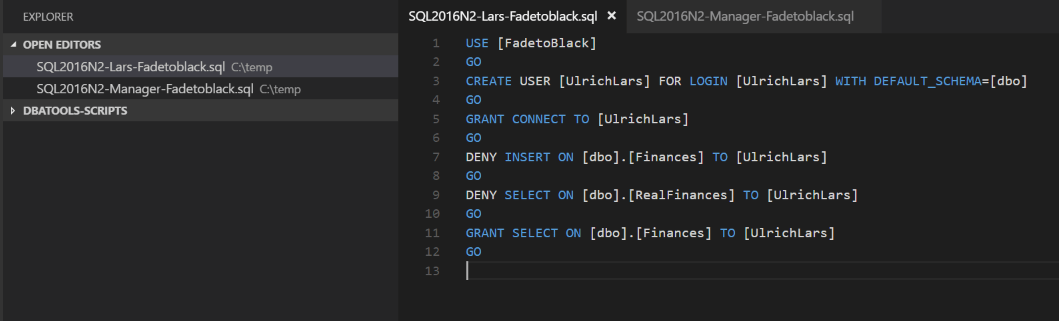 EXPLORER
OPEN EDITORS
SQL2016N2-Lars-Fadetoblack.sql C:\temp
SQL2016N2-Manager-Fadetoblack.sql C:\temp
DBATOOLS-SCRIPTS
SQL2016N2-Lars-Fadetoblack.sql × SQL2016N2-Manager-Fadetoblack.sql
1 USE [FadetoBlack]
2 GO
3 CREATE USER [UlrichLars] FOR LOGIN [UlrichLars] WITH DEFAULT_SCHEMA=[dbo]
4 GO
5 GRANT CONNECT TO [UlrichLars]
6 GO
7 DENY INSERT ON [dbo].[Finances] TO [UlrichLars]
8 GO
9 DENY SELECT ON [dbo].[RealFinances] TO [UlrichLars]
10 GO
11 GRANT SELECT ON [dbo].[Finances] TO [UlrichLars]
12 GO
13